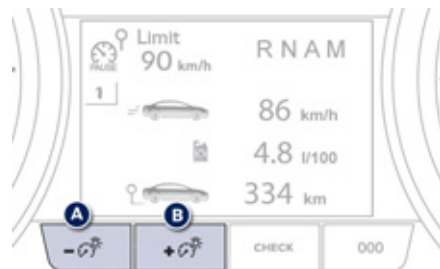 Limit
90 km/h
PAUSE
R N A M
1
86 km/h
4.8 l/100
334 km
A
B
-
+
CHECK
000